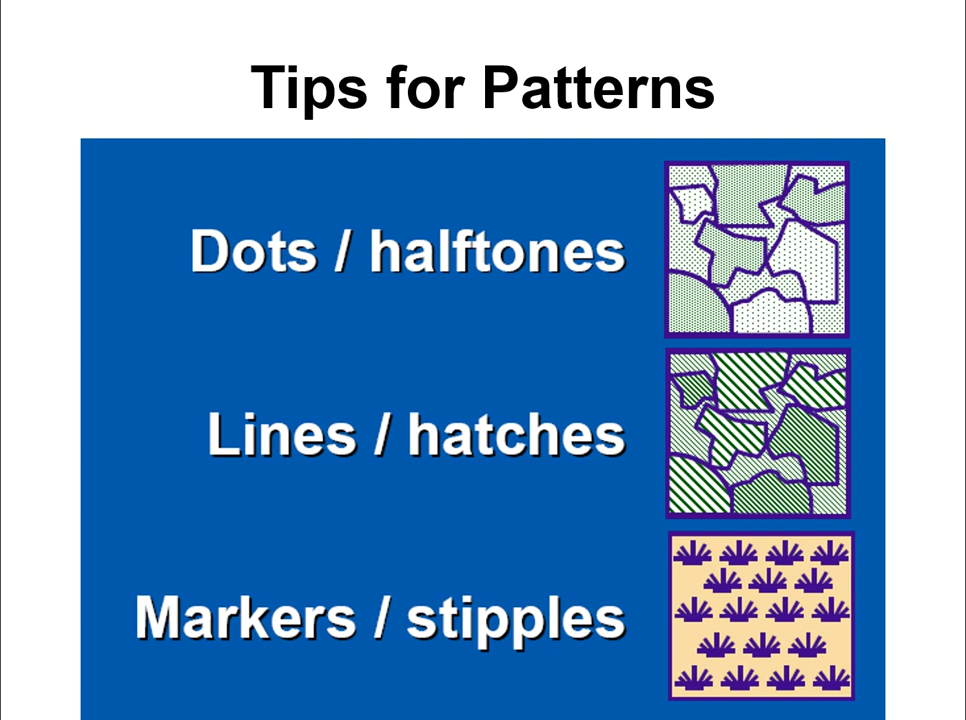 Tips for Patterns
Dots / halftones
Lines / hatches
Markers / stipples